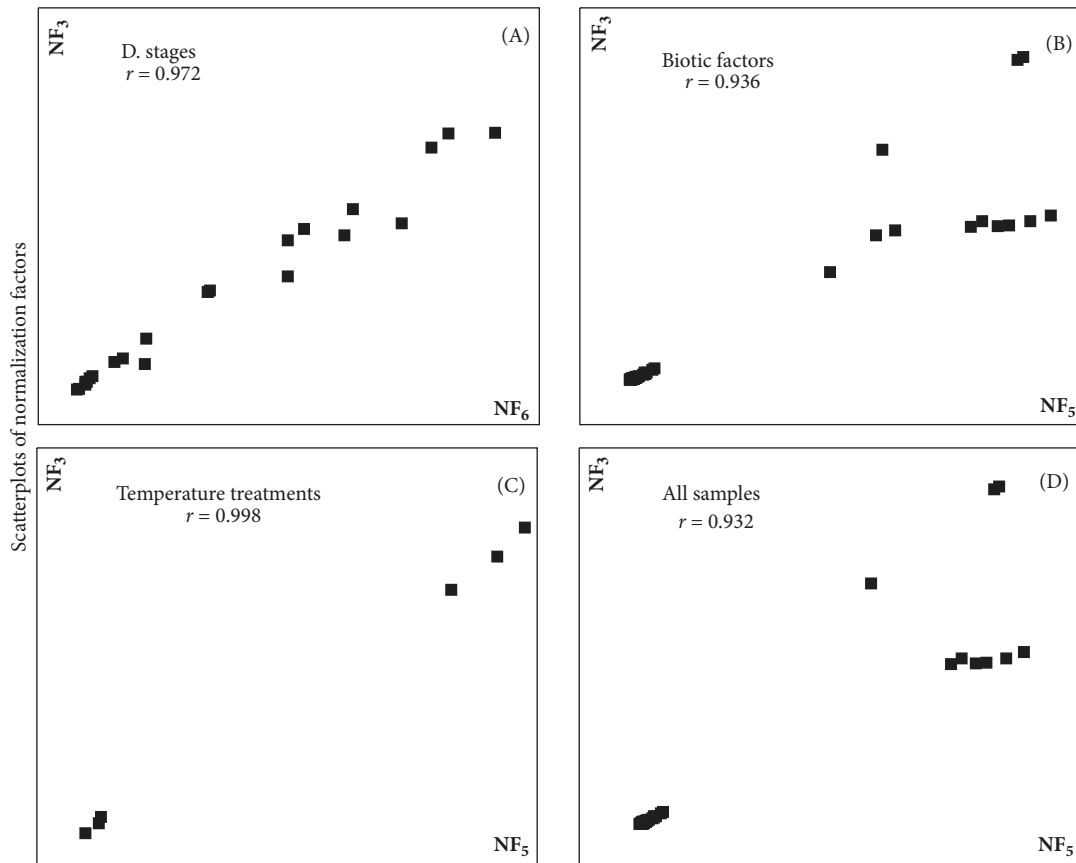 Scatterplots of normalization factors
NF3
(A)
D. stages
r = 0.972
NF6
NF3
(B)
Biotic factors
r = 0.936
NF5
NF3
(C)
Temperature treatments
r = 0.998
NF5
NF3
(D)
All samples
r = 0.932
NF5